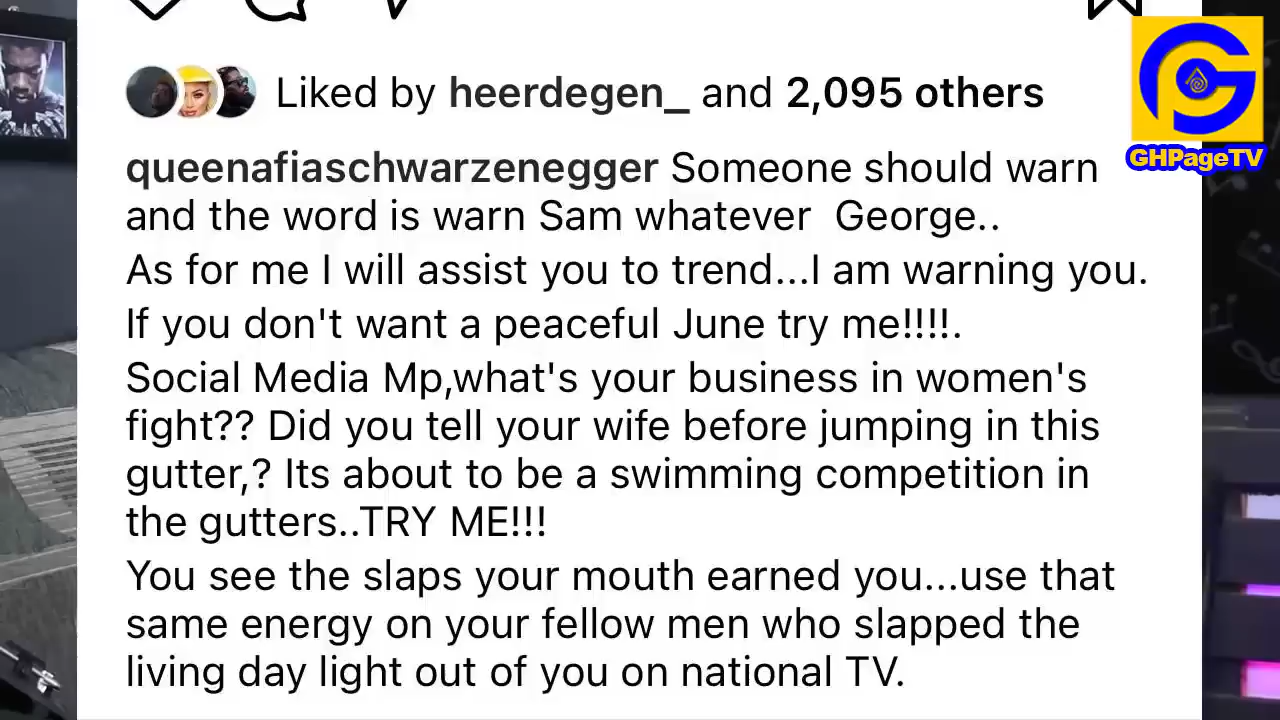 Liked by heerdegen_ and 2,095 others
GHPageTV
queenafiaschwarzenegger Someone should warn
and the word is warn Sam whatever George..
As for me I will assist you to trend...I am warning you.
If you don't want a peaceful June try me!!!!.
Social Media Mp,what's your business in women's
fight?? Did you tell your wife before jumping in this
gutter,? Its about to be a swimming competition in
the gutters..TRY ME!!!
You see the slaps your mouth earned you...use that
same energy on your fellow men who slapped the
living day light out of you on national TV.